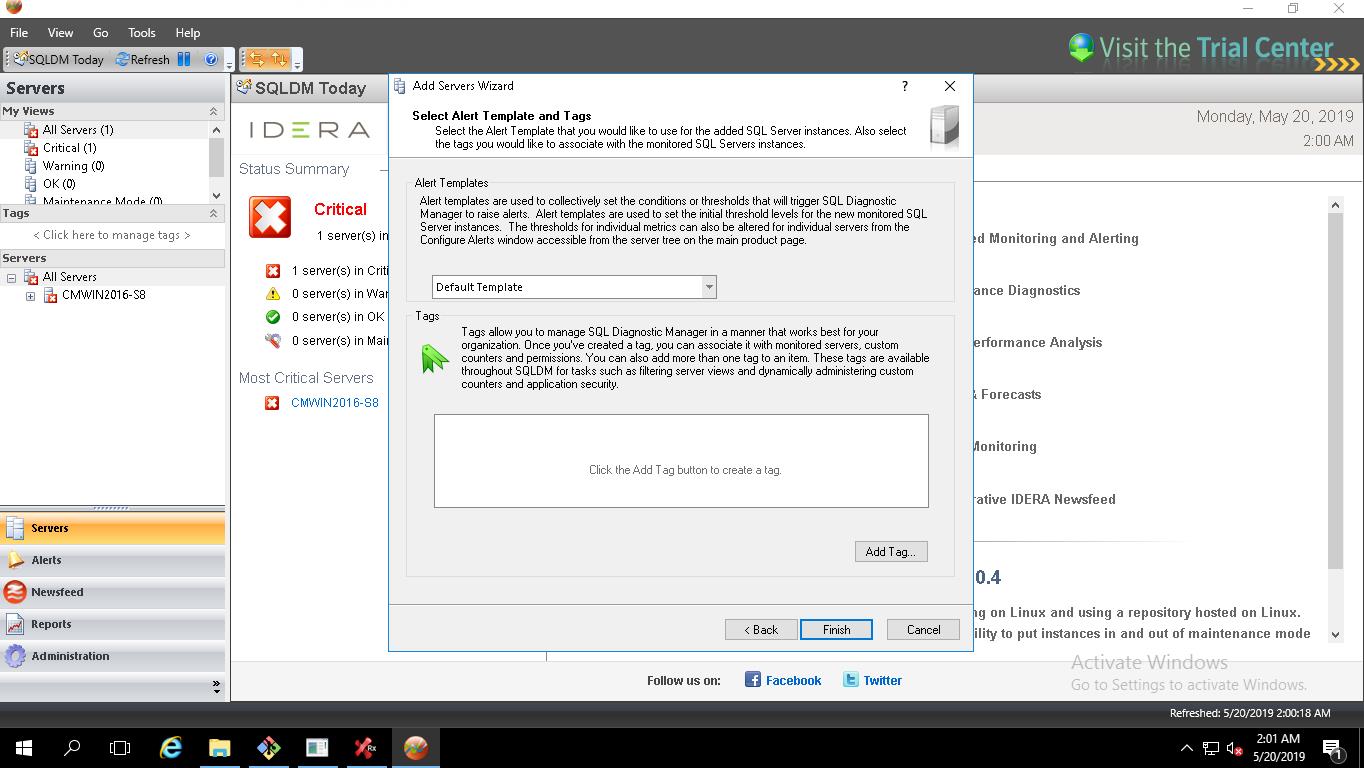 File View Go Tools Help
SQLDM Today Refresh
Visit the Trial Center
Servers
My Views
All Servers (1)
Critical (1)
Warning (0)
OK (0)
Maintenance Mode (0)
Tags
< Click here to manage tags >
Servers
All Servers
CMWIN2016-S8
Servers
Alerts
Newsfeed
Reports
Administration
SQLDM Today
IDERA
Monday, May 20, 2019
2:00 AM
Status Summary
Critical
1 server(s) in
1 server(s) in Criti
0 server(s) in War
0 server(s) in OK
0 server(s) in Mai
Most Critical Servers
CMWIN2016-S8
Add Servers Wizard
Select Alert Template and Tags
Select the Alert Template that you would like to use for the added SQL Server instances. Also select
the tags you would like to associate with the monitored SQL Servers instances.
Alert Templates
Alert templates are used to collectively set the conditions or thresholds that will trigger SQL Diagnostic
Manager to raise alerts. Alert templates are used to set the initial threshold levels for the new monitored SQL
Server instances. The thresholds for individual metrics can also be altered for individual servers from the
Configure Alerts window accessible from the server tree on the main product page.
Default Template
Tags
Tags allow you to manage SQL Diagnostic Manager in a manner that works best for your
organization. Once you've created a tag, you can associate it with monitored servers, custom
counters and permissions. You can also add more than one tag to an item. These tags are available
throughout SQLDM for tasks such as filtering server views and dynamically administering custom
counters and application security.
Click the Add Tag button to create a tag.
Add Tag...
< Back Finish Cancel
ed Monitoring and Alerting
ance Diagnostics
erformance Analysis
& Forecasts
Monitoring
rative IDERA Newsfeed
0.4
ng on Linux and using a repository hosted on Linux.
ility to put instances in and out of maintenance mode
Follow us on: Facebook Twitter
Activate Windows
Go to Settings to activate Windows.
Refreshed: 5/20/2019 2:00:18 AM
2:01 AM
5/20/2019
1